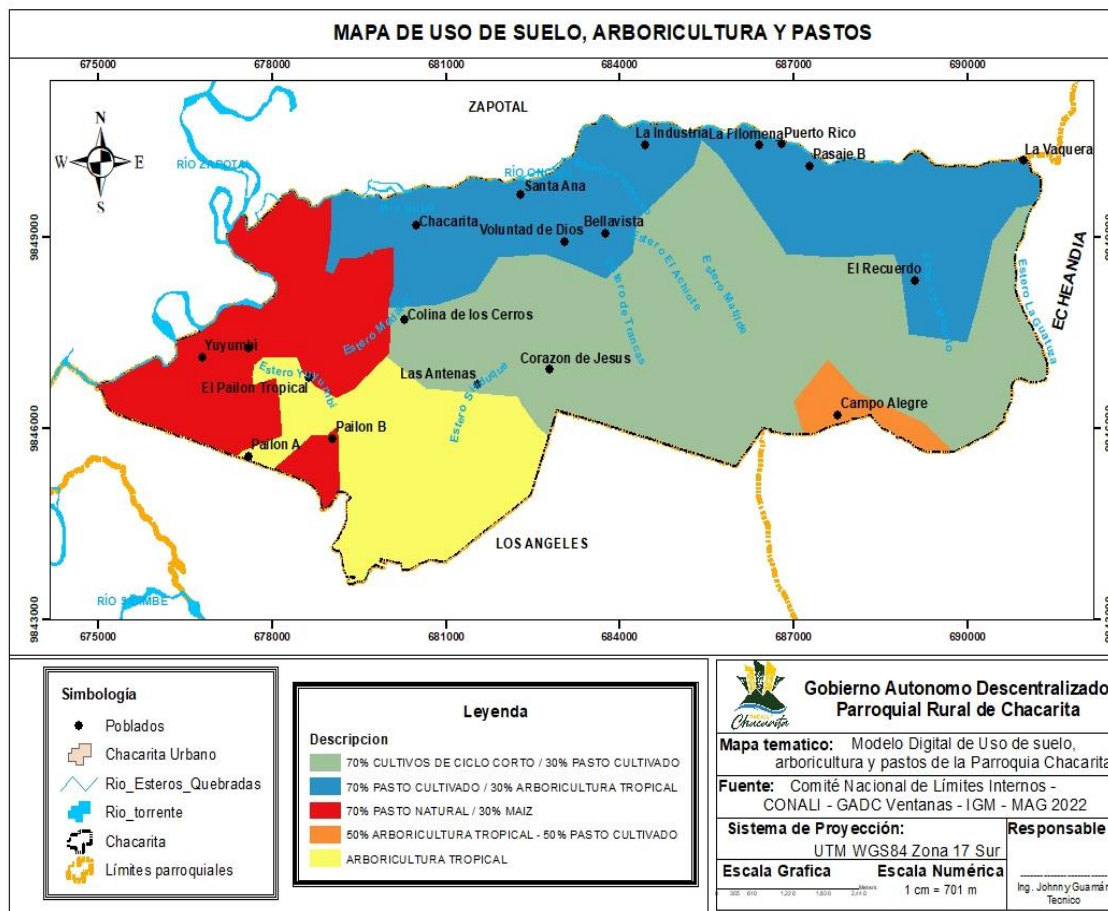 MAPA DE USO DE SUELO, ARBORICULTURA Y PASTOS
675000 678000 681000 684000 687000 690000
ZAPOTAL
La Industria La Filomena Puerto Rico
Pasaje B
La Vaquera
RÍO ZAPOTAL
Santa Ana
Chacarita
Voluntad de Dios
Bellavista
9849000
Estero El Achiote
Estero de Trancas
Estero Matilde
El Recuerdo
Estero La Guatuza
ECHEANDIA
Colina de los Cerros
Yuyumbi
El Pailon Tropical
Estero Yuyumbi
Las Antenas
Corazon de Jesus
Campo Alegre
Pailon B
Pailon A
9846000
LOS ANGELES
9843000
675000 678000 681000 684000 687000 690000
Simbología
Poblados
Chacarita Urbano
Rio_Esteros_Quebradas
Rio_torrente
Chacarita
Límites parroquiales
Leyenda
Descripcion
70% CULTIVOS DE CICLO CORTO / 30% PASTO CULTIVADO
70% PASTO CULTIVADO / 30% ARBORICULTURA TROPICAL
70% PASTO NATURAL / 30% MAIZ
50% ARBORICULTURA TROPICAL - 50% PASTO CULTIVADO
ARBORICULTURA TROPICAL
Chacarita
Gobierno Autonomo Descentralizado
Parroquial Rural de Chacarita
Mapa tematico: Modelo Digital de Uso de suelo,
arboricultura y pastos de la Parroquia Chacarita
Fuente: Comité Nacional de Límites Internos -
CONALI - GADC Ventanas - IGM - MAG 2022
Sistema de Proyección:
UTM WGS84 Zona 17 Sur
Responsable
Escala Grafica
Escala Numérica
1 cm = 701 m
Ing. Johnny Guamán
Tecnico